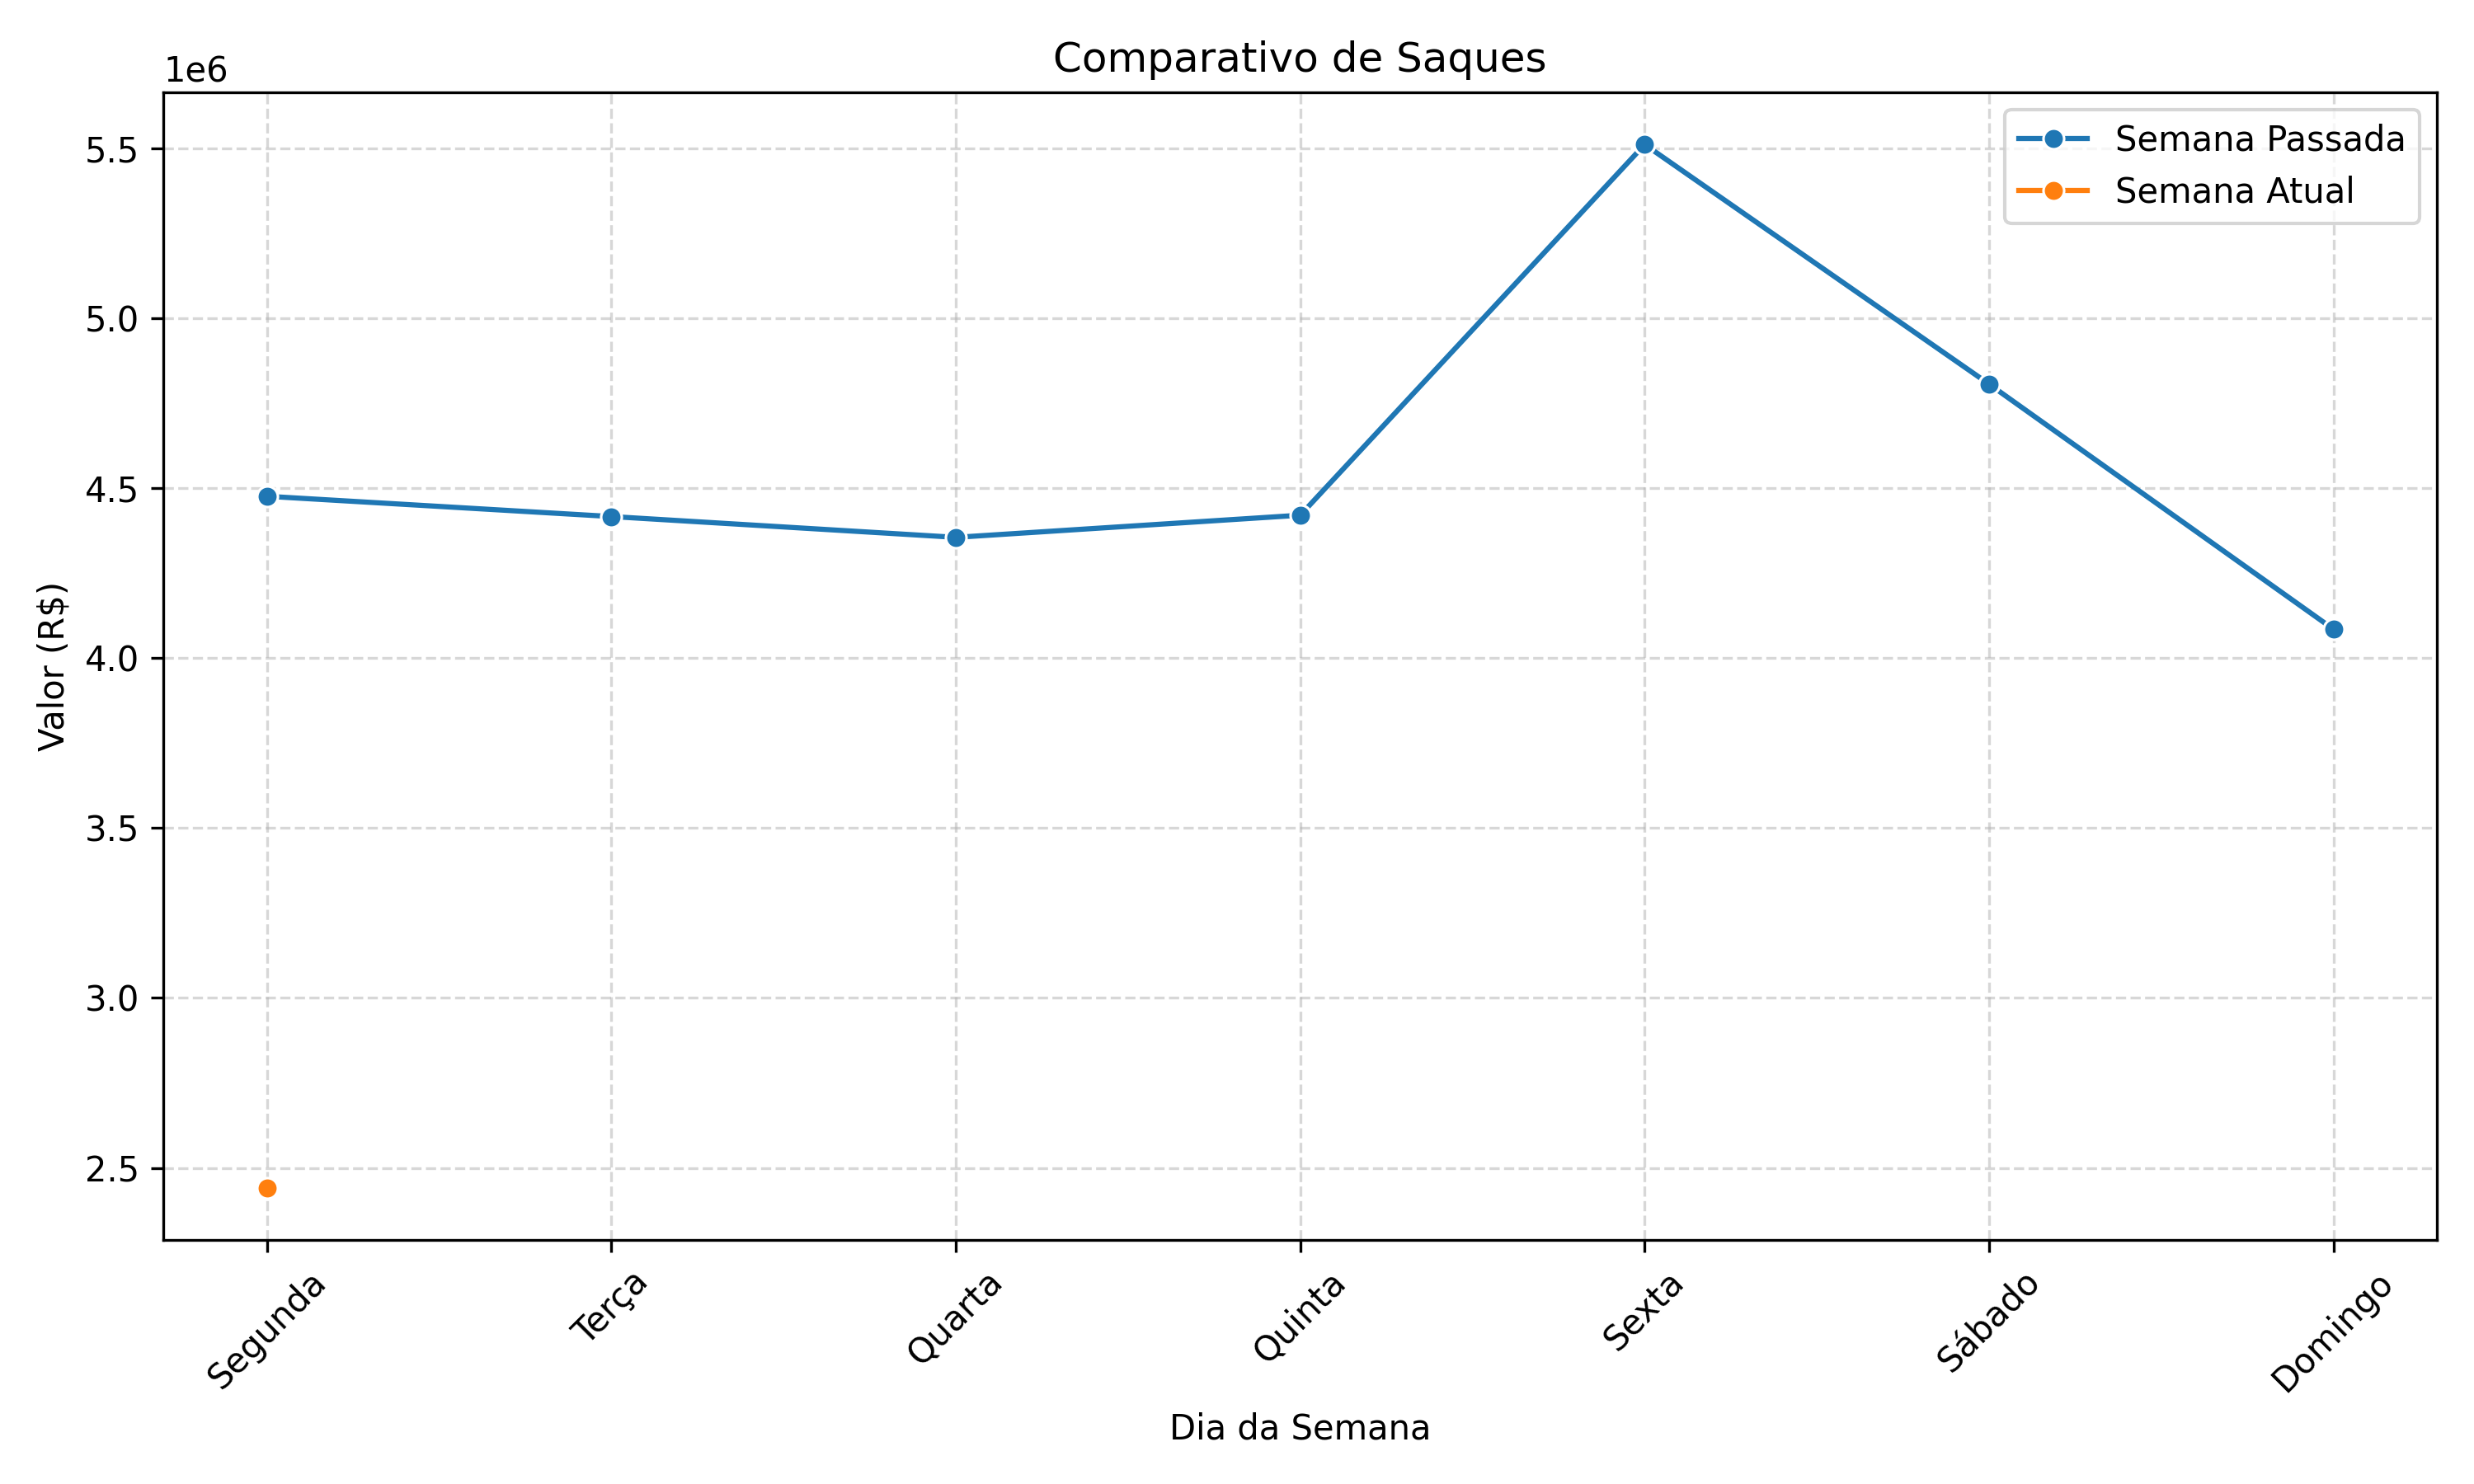 Comparativo de Saques
1e6
Semana Passada
Semana Atual
5.5
5.0
4.5
4.0
3.5
3.0
2.5
Valor (R$)
Segunda
Terça
Quarta
Quinta
Sexta
Sábado
Domingo
Dia da Semana